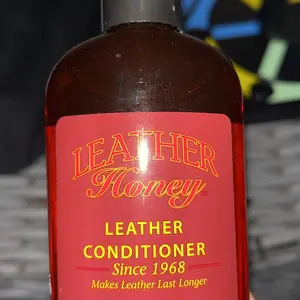 LEATHER
Honey
LEATHER
CONDITIONER
Since 1968
Makes Leather Last Longer